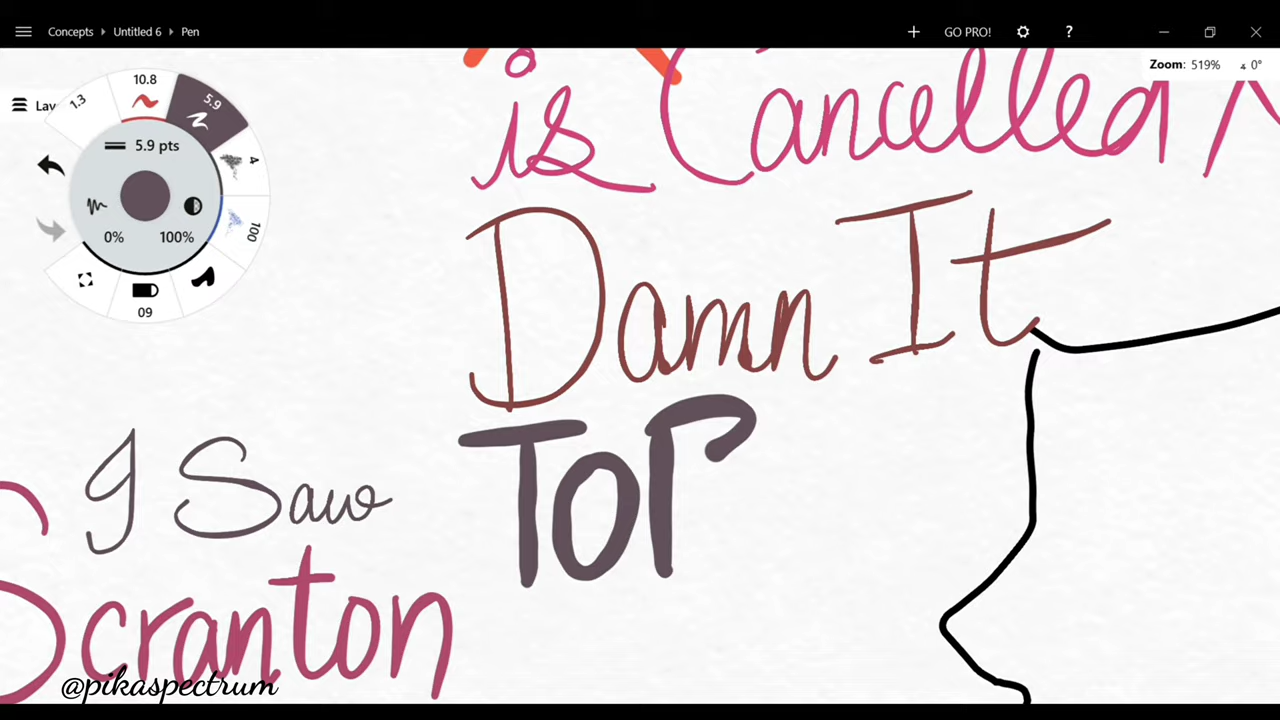 Concepts › Untitled 6 › Pen
GO PRO!
?
Zoom: 519%
0°
1.3
10.8
5.9
Lay
5.9 pts
4
100
0%
100%
09
is Cancelled
Damn It
TOP
I Saw
Scranton
@pikaspectrum